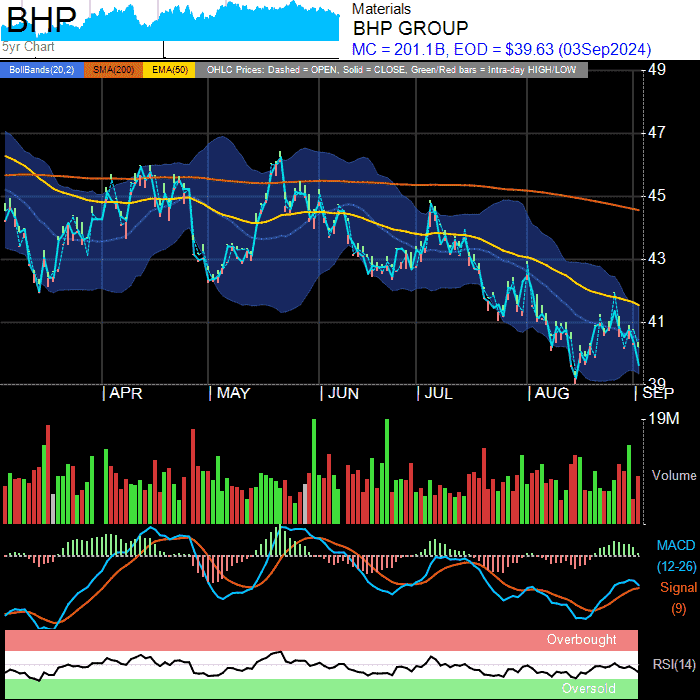 BHP
5yr Chart
Materials
BHP GROUP
MC = 201.1B, EOD = $39.63 (03Sep2024)
BollBands(20,2) SMA(200) EMA(50) OHLC Prices: Dashed = OPEN, Solid = CLOSE, Green/Red bars = Intra-day HIGH/LOW
49
47
45
43
41
39
APR MAY JUN JUL AUG SEP
19M
Volume
MACD
(12-26)
Signal
(9)
Overbought
RSI(14)
Oversold